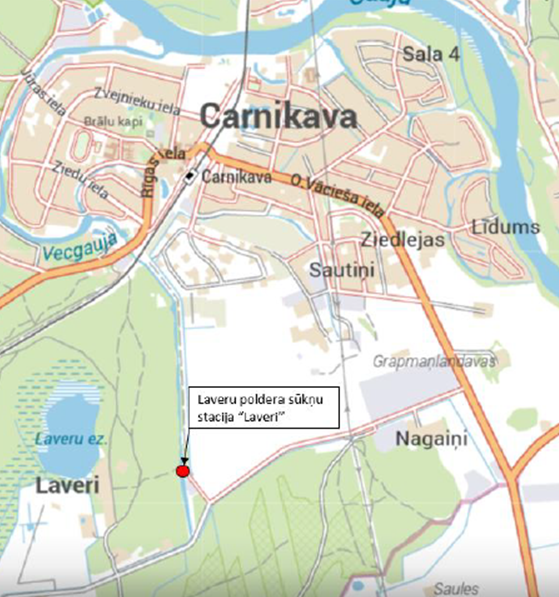 Gauja
Sala 4
Jūras iela
Zvejnieku iela
Carnikava
Brāļu kapi
Rīgas iela
Ziedu iela
Carnikava
O.Vācieša iela
Līdums
Vecgauja
Ziedlejas
Sautiņi
Grapmaņlandavas
Laveru poldera sūkņu
stacija "Laveri"
Laveru ez.
Nagaiņi
Laveri
Saules